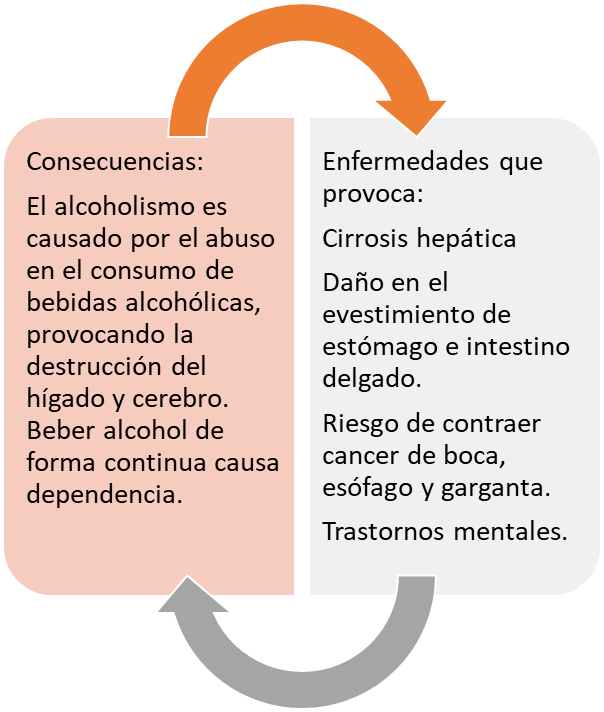 Consecuencias:
El alcoholismo es
causado por el abuso
en el consumo de
bebidas alcohólicas,
provocando la
destrucción del
hígado y cerebro.
Beber alcohol de
forma continua causa
dependencia.
Enfermedades que
provoca:
Cirrosis hepática
Daño en el
evestimiento de
estómago e intestino
delgado.
Riesgo de contraer
cancer de boca,
esófago y garganta.
Trastornos mentales.